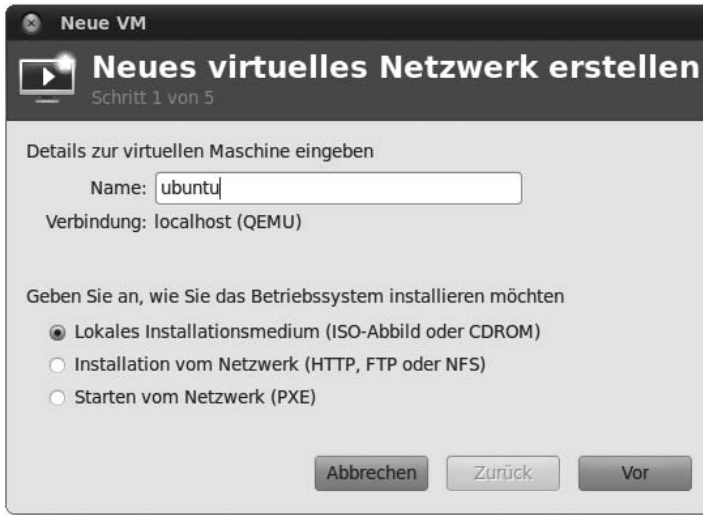 Neue VM
Neues virtuelles Netzwerk erstellen
Schritt 1 von 5
Details zur virtuellen Maschine eingeben
Name: ubuntu
Verbindung: localhost (QEMU)
Geben Sie an, wie Sie das Betriebssystem installieren möchten
Lokales Installationsmedium (ISO-Abbild oder CDROM)
Installation vom Netzwerk (HTTP, FTP oder NFS)
Starten vom Netzwerk (PXE)
Abbrechen Zurück Vor